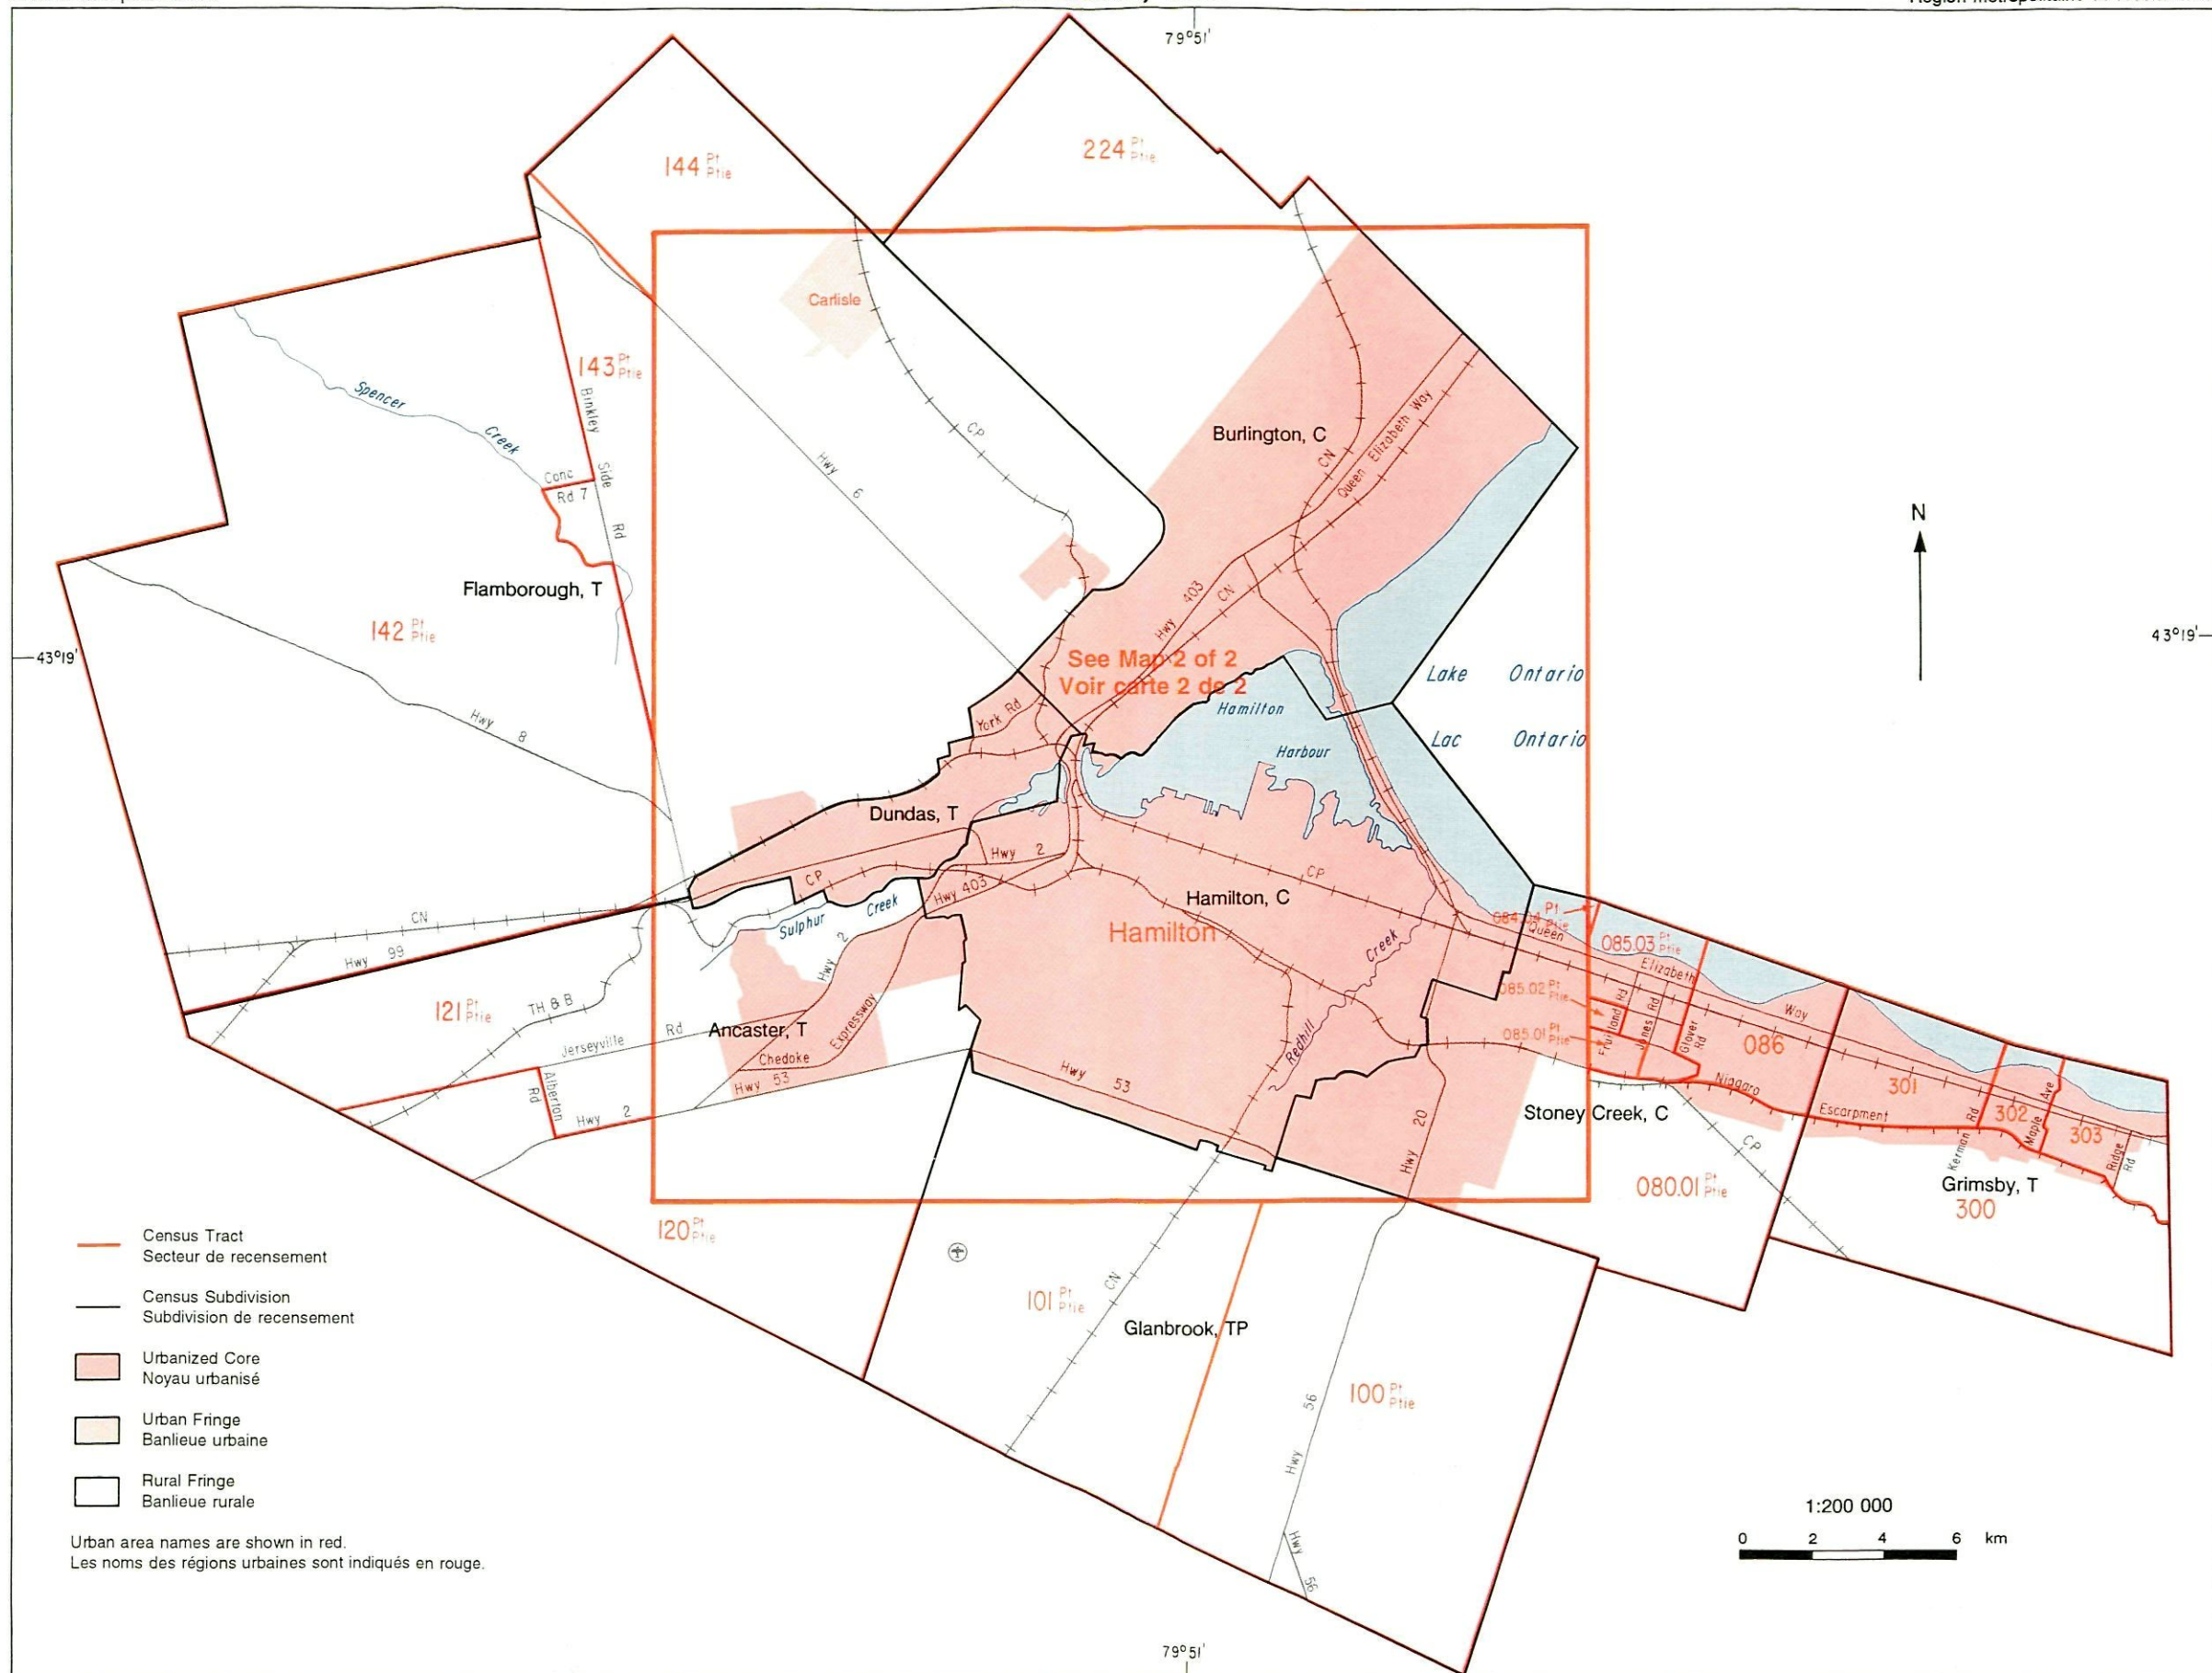 79°51'
144 Pt
Ptie
224 Pt
Ptie
Carlisle
143 Pt
Ptie
Binkley
Side
Rd
Spencer
Creek
Conc
Rd 7
CP
Hwy 6
Burlington, C
CN
Queen Elizabeth Way
N
Flamborough, T
142 Pt
Ptie
43°19'
43°19'
Hwy 403
CN
See Map 2 of 2
Voir carte 2 de 2
Lake Ontario
Lac Ontario
Hamilton
Harbour
York Rd
Hwy 8
Dundas, T
Hwy 2
CP
CP
Hwy 403
Hamilton, C
Hamilton
Sulphur Creek
Hwy 2
CN
Hwy 99
Redhill Creek
084.04 Pt
Ptie
Queen
Elizabeth
Way
085.03 Pt
Ptie
085.02 Pt
Ptie
085.01 Pt
Ptie
Fruitland Rd
Jones Rd
Glover Rd
086
121 Pt
Ptie
TH & B
Jerseyville Rd
Ancaster, T
Chedoke Expressway
Hwy 53
Hwy 53
Alberton
Rd
Hwy 2
Hwy 20
Stoney Creek, C
Niagara
Escarpment
301
302
303
Kerman Rd
Maple Ave
Ridge Rd
CP
080.01 Pt
Ptie
Grimsby, T
300
120 Pt
Ptie
101 Pt
Ptie
CN
Glanbrook, TP
100 Pt
Ptie
Hwy 56
Hwy 56
Census Tract
Secteur de recensement
Census Subdivision
Subdivision de recensement
Urbanized Core
Noyau urbanisé
Urban Fringe
Banlieue urbaine
Rural Fringe
Banlieue rurale
Urban area names are shown in red.
Les noms des régions urbaines sont indiqués en rouge.
1:200 000
0 2 4 6 km
79°51'